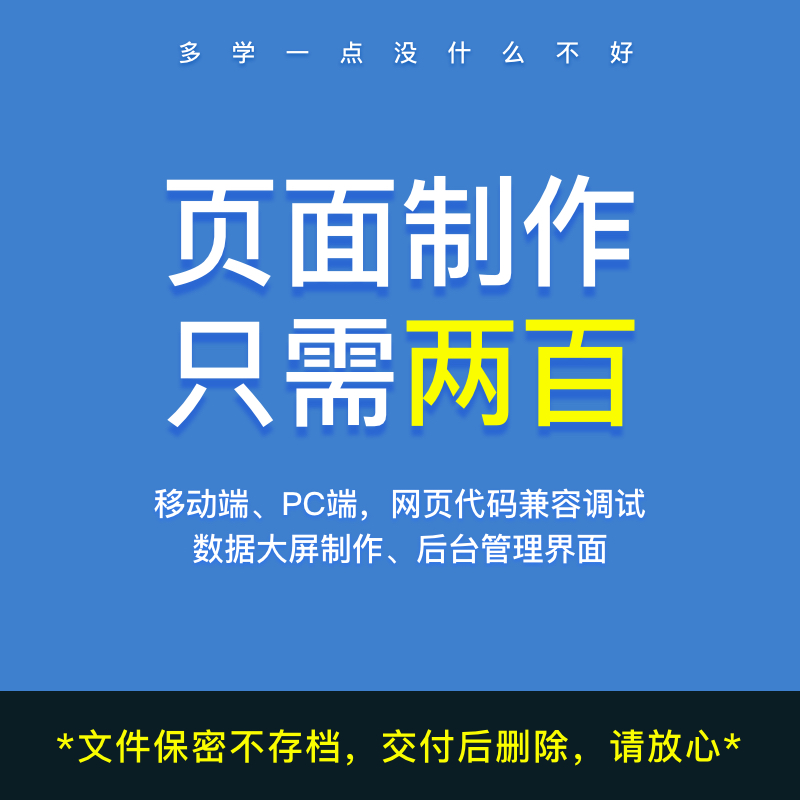 多学一点没什么不好
页面制作
只需两百
移动端、PC端，网页代码兼容调试
数据大屏制作、后台管理界面
*文件保密不存档，交付后删除，请放心*